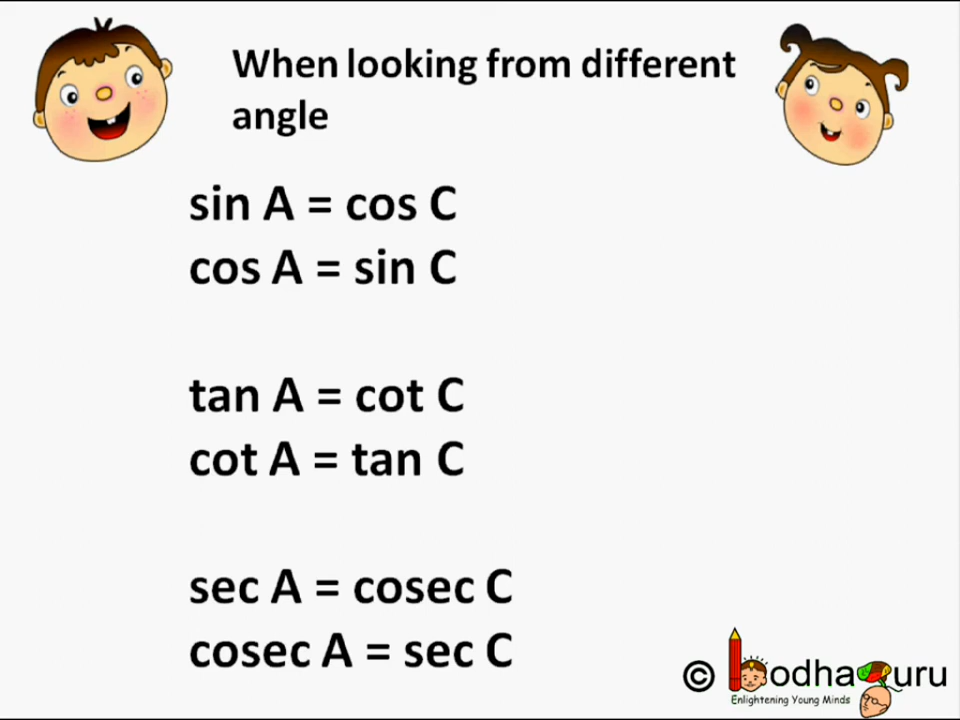 When looking from different
angle
sin A = cos C
cos A = sin C
tan A = cot C
cot A = tan C
sec A = cosec C
cosec A = sec C
© bodhaguru
Enlightening Young Minds